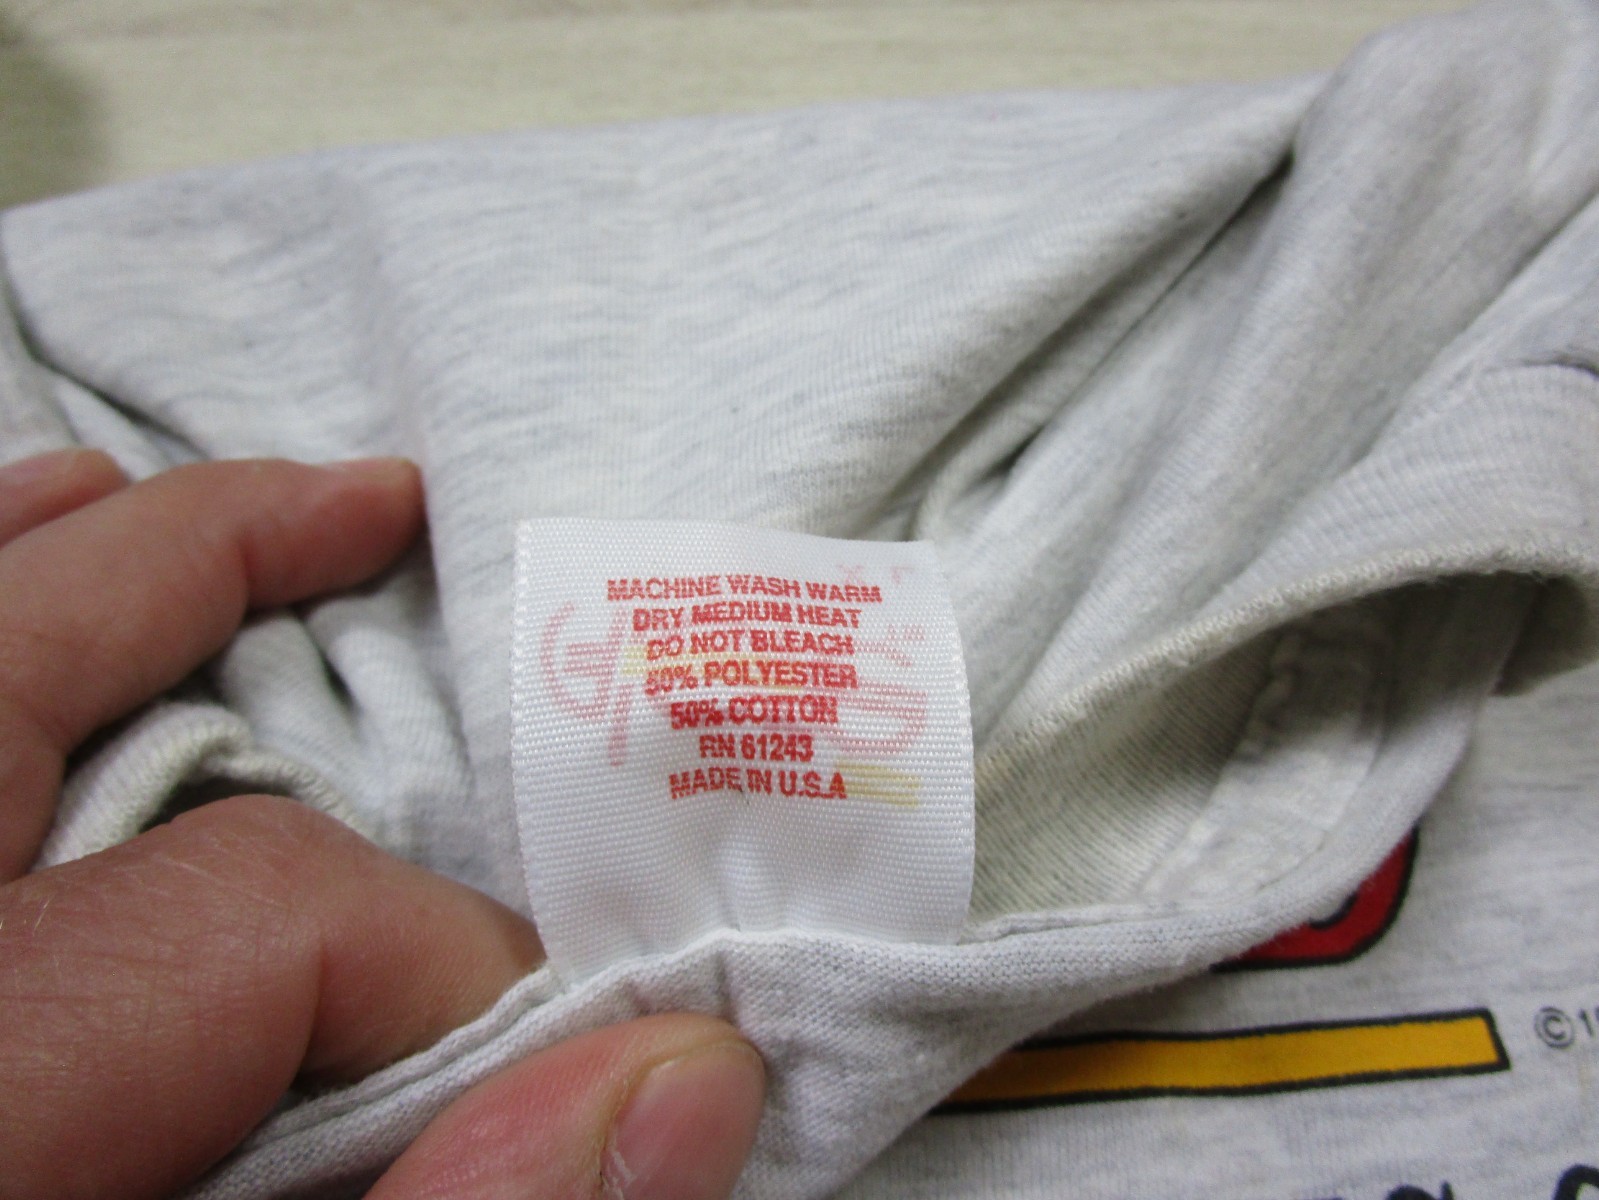 MACHINE WASH WARM
DRY MEDIUM HEAT
DO NOT BLEACH
50% POLYESTER
50% COTTON
RN 61243
MADE IN U.S.A
©